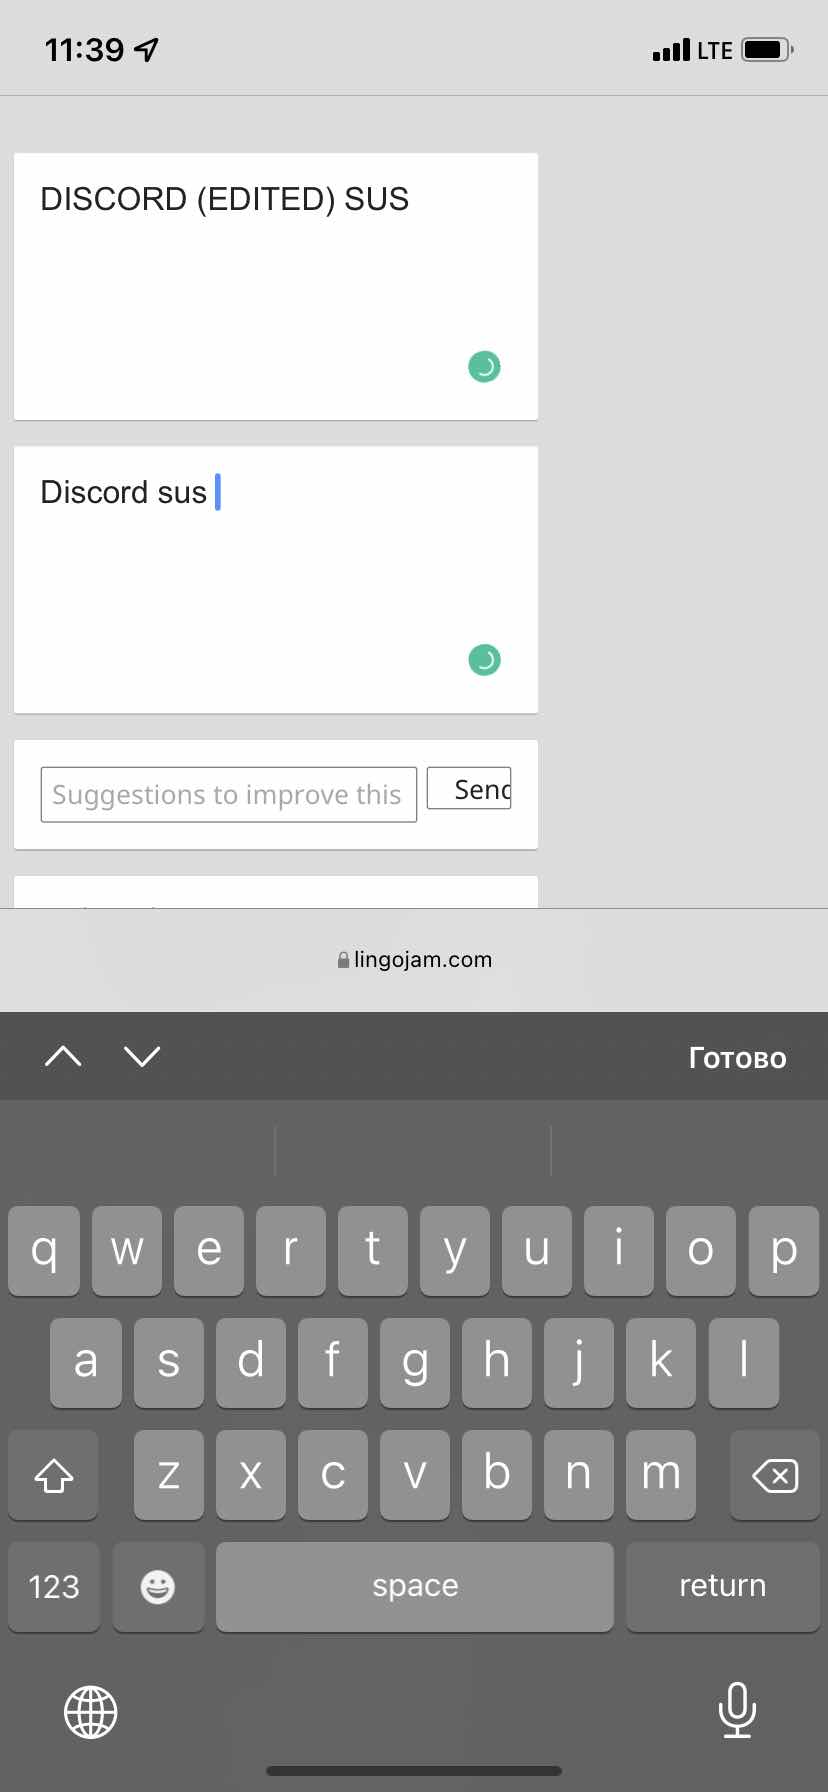 11:39 LTE
DISCORD (EDITED) SUS
Discord sus
Suggestions to improve this Send
lingojam.com
Готово
q w e r t y u i o p
a s d f g h j k l
z x c v b n m
123 space return